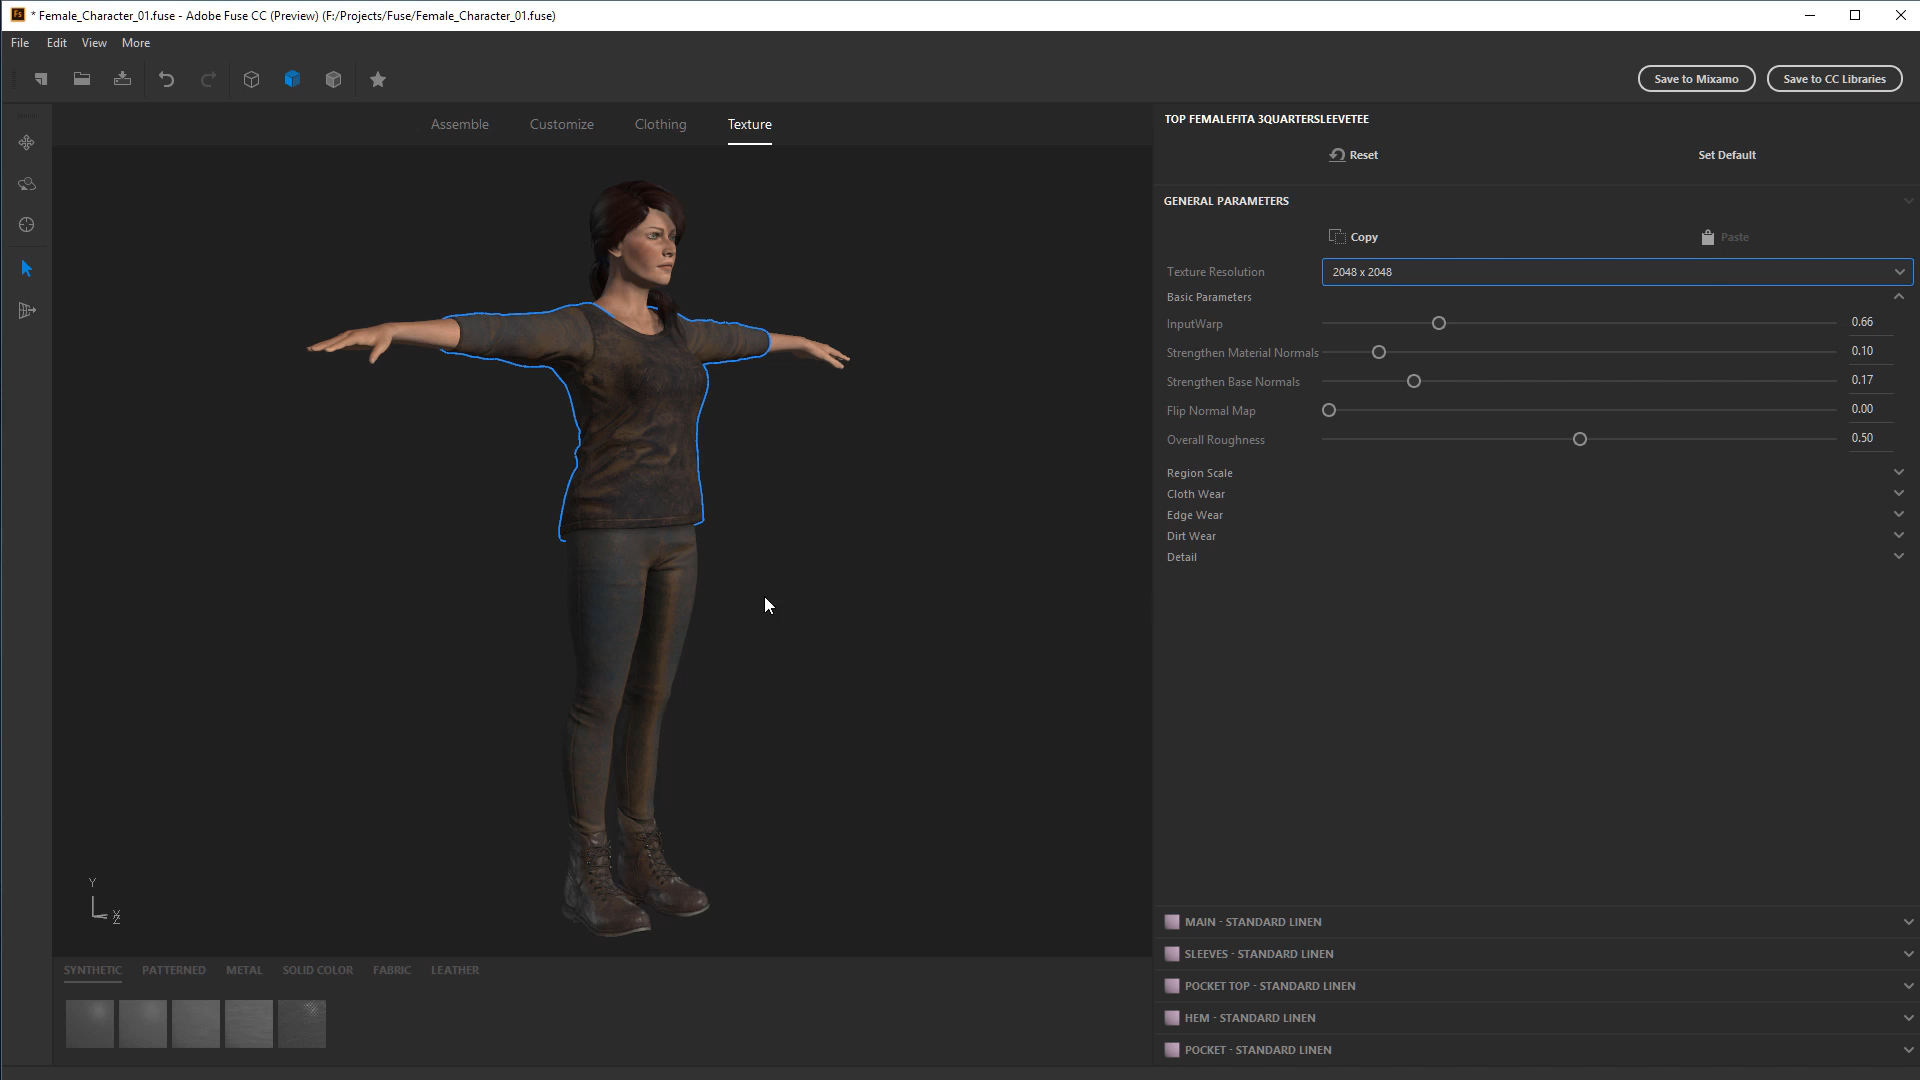 Fs * Female_Character_01.fuse - Adobe Fuse CC (Preview) (F:/Projects/Fuse/Female_Character_01.fuse)
File Edit View More
Save to Mixamo Save to CC Libraries
Assemble Customize Clothing Texture
TOP FEMALEFITA 3QUARTERSLEEVETEE
Reset Set Default
GENERAL PARAMETERS
Copy Paste
Texture Resolution 2048 x 2048
Basic Parameters
InputWarp 0.66
Strengthen Material Normals 0.10
Strengthen Base Normals 0.17
Flip Normal Map 0.00
Overall Roughness 0.50
Region Scale
Cloth Wear
Edge Wear
Dirt Wear
Detail
Y
X
Z
MAIN - STANDARD LINEN
SLEEVES - STANDARD LINEN
POCKET TOP - STANDARD LINEN
HEM - STANDARD LINEN
POCKET - STANDARD LINEN
SYNTHETIC PATTERNED METAL SOLID COLOR FABRIC LEATHER